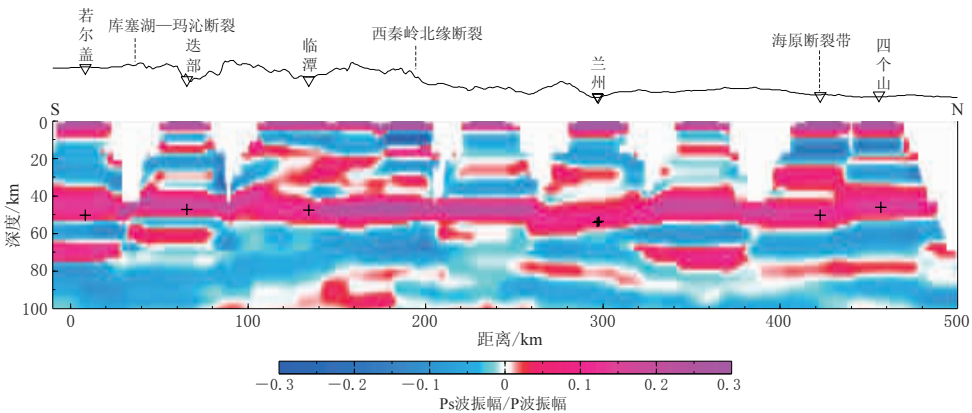 若尔盖
库塞湖—玛沁断裂
迭部
临潭
西秦岭北缘断裂
兰州
海原断裂带
四个山
S
N
深度/km
0
20
40
60
80
100
0
100
200
300
400
500
距离/km
－0.3
－0.2
－0.1
0
0.1
0.2
0.3
Ps波振幅/P波振幅